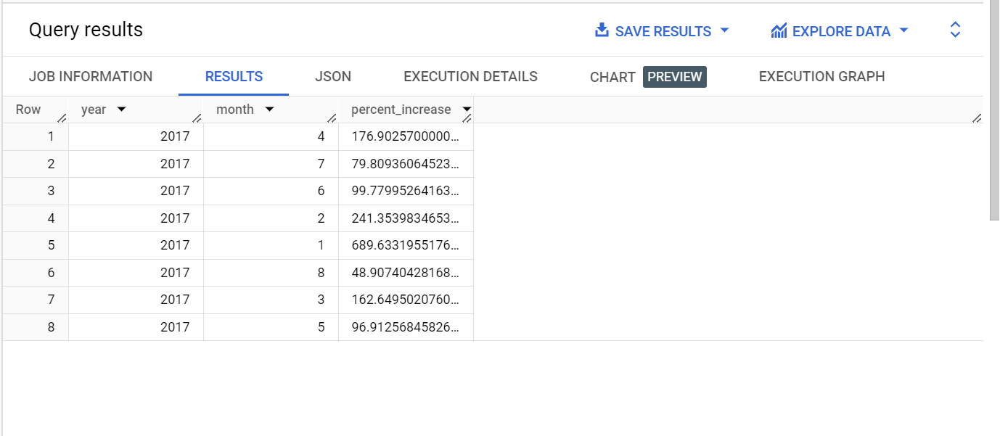 Query results SAVE RESULTS EXPLORE DATA
JOB INFORMATION RESULTS JSON EXECUTION DETAILS CHART PREVIEW EXECUTION GRAPH
Row year month percent_increase
1 2017 4 176.9025700000...
2 2017 7 79.80936064523...
3 2017 6 99.77995264163...
4 2017 2 241.3539834653...
5 2017 1 689.6331955176...
6 2017 8 48.90740428168...
7 2017 3 162.6495020760...
8 2017 5 96.91256845826...